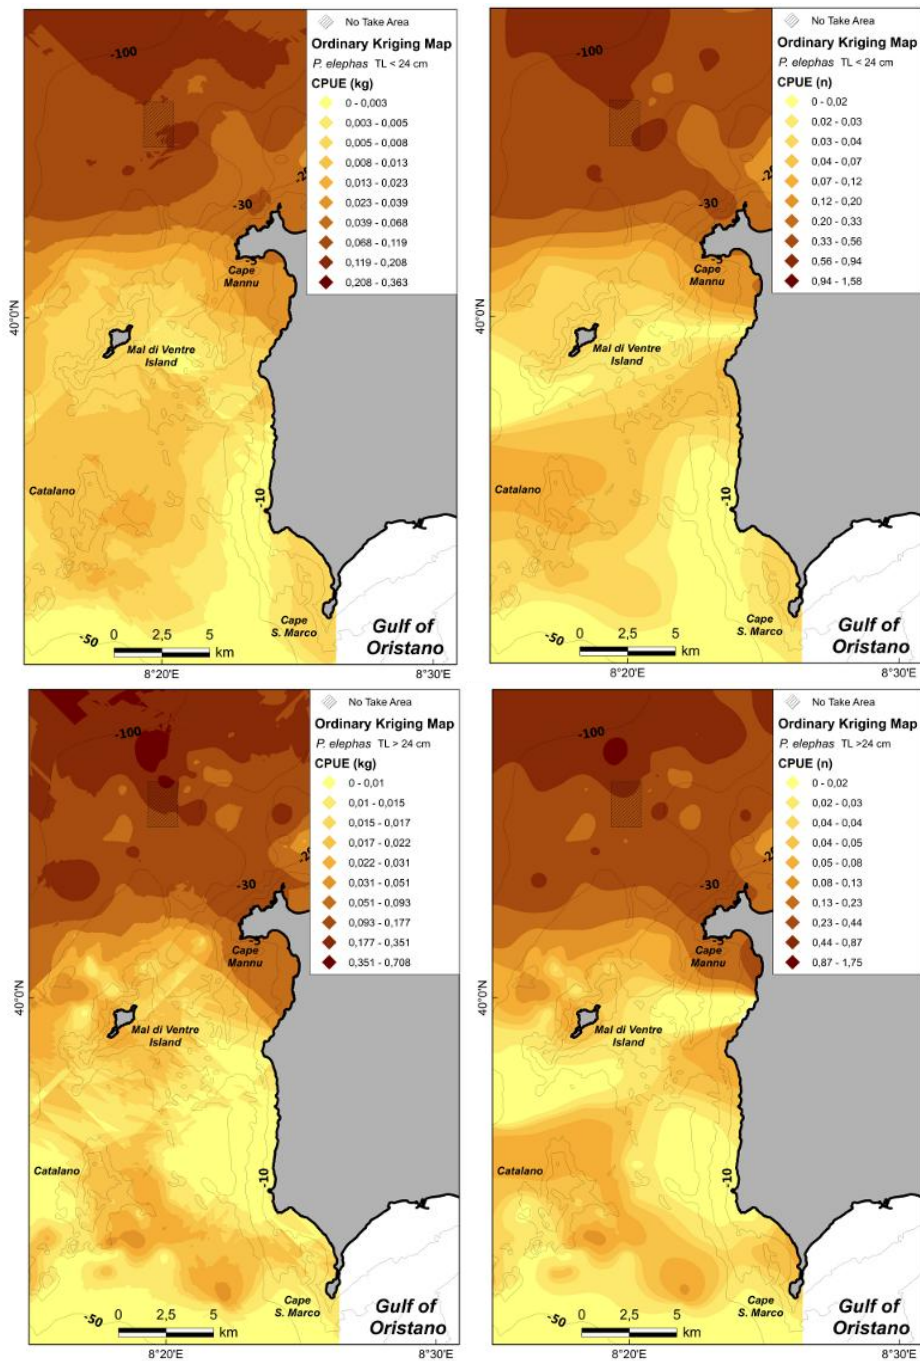 No Take Area
Ordinary Kriging Map
P. elephas TL < 24 cm
CPUE (kg)
0 - 0,003
0,003 - 0,005
0,005 - 0,008
0,008 - 0,013
0,013 - 0,023
0,023 - 0,039
0,039 - 0,068
0,068 - 0,119
0,119 - 0,208
0,208 - 0,363
-100
-30
-5
Cape
Mannu
40°0'N
Mal di Ventre
Island
Catalano
-10
Cape
S. Marco
-50
0 2,5 5
km
Gulf of
Oristano
8°20'E 8°30'E
No Take Area
Ordinary Kriging Map
P. elephas TL < 24 cm
CPUE (n)
0 - 0,02
0,02 - 0,03
0,03 - 0,04
0,04 - 0,07
0,07 - 0,12
0,12 - 0,20
0,20 - 0,33
0,33 - 0,56
0,56 - 0,94
0,94 - 1,58
-100
-30
-5
Cape
Mannu
40°0'N
Mal di Ventre
Island
Catalano
-10
Cape
S. Marco
-50
0 2,5 5
km
Gulf of
Oristano
8°20'E 8°30'E
No Take Area
Ordinary Kriging Map
P. elephas TL > 24 cm
CPUE (kg)
0 - 0,01
0,01 - 0,015
0,015 - 0,017
0,017 - 0,022
0,022 - 0,031
0,031 - 0,051
0,051 - 0,093
0,093 - 0,177
0,177 - 0,351
0,351 - 0,708
-100
-30
-5
Cape
Mannu
40°0'N
Mal di Ventre
Island
Catalano
-10
Cape
S. Marco
-50
0 2,5 5
km
Gulf of
Oristano
8°20'E 8°30'E
No Take Area
Ordinary Kriging Map
P. elephas TL >24 cm
CPUE (n)
0 - 0,02
0,02 - 0,03
0,04 - 0,04
0,04 - 0,05
0,05 - 0,08
0,08 - 0,13
0,13 - 0,23
0,23 - 0,44
0,44 - 0,87
0,87 - 1,75
-100
-30
-5
Cape
Mannu
40°0'N
Mal di Ventre
Island
Catalano
-10
Cape
S. Marco
-50
0 2,5 5
km
Gulf of
Oristano
8°20'E 8°30'E